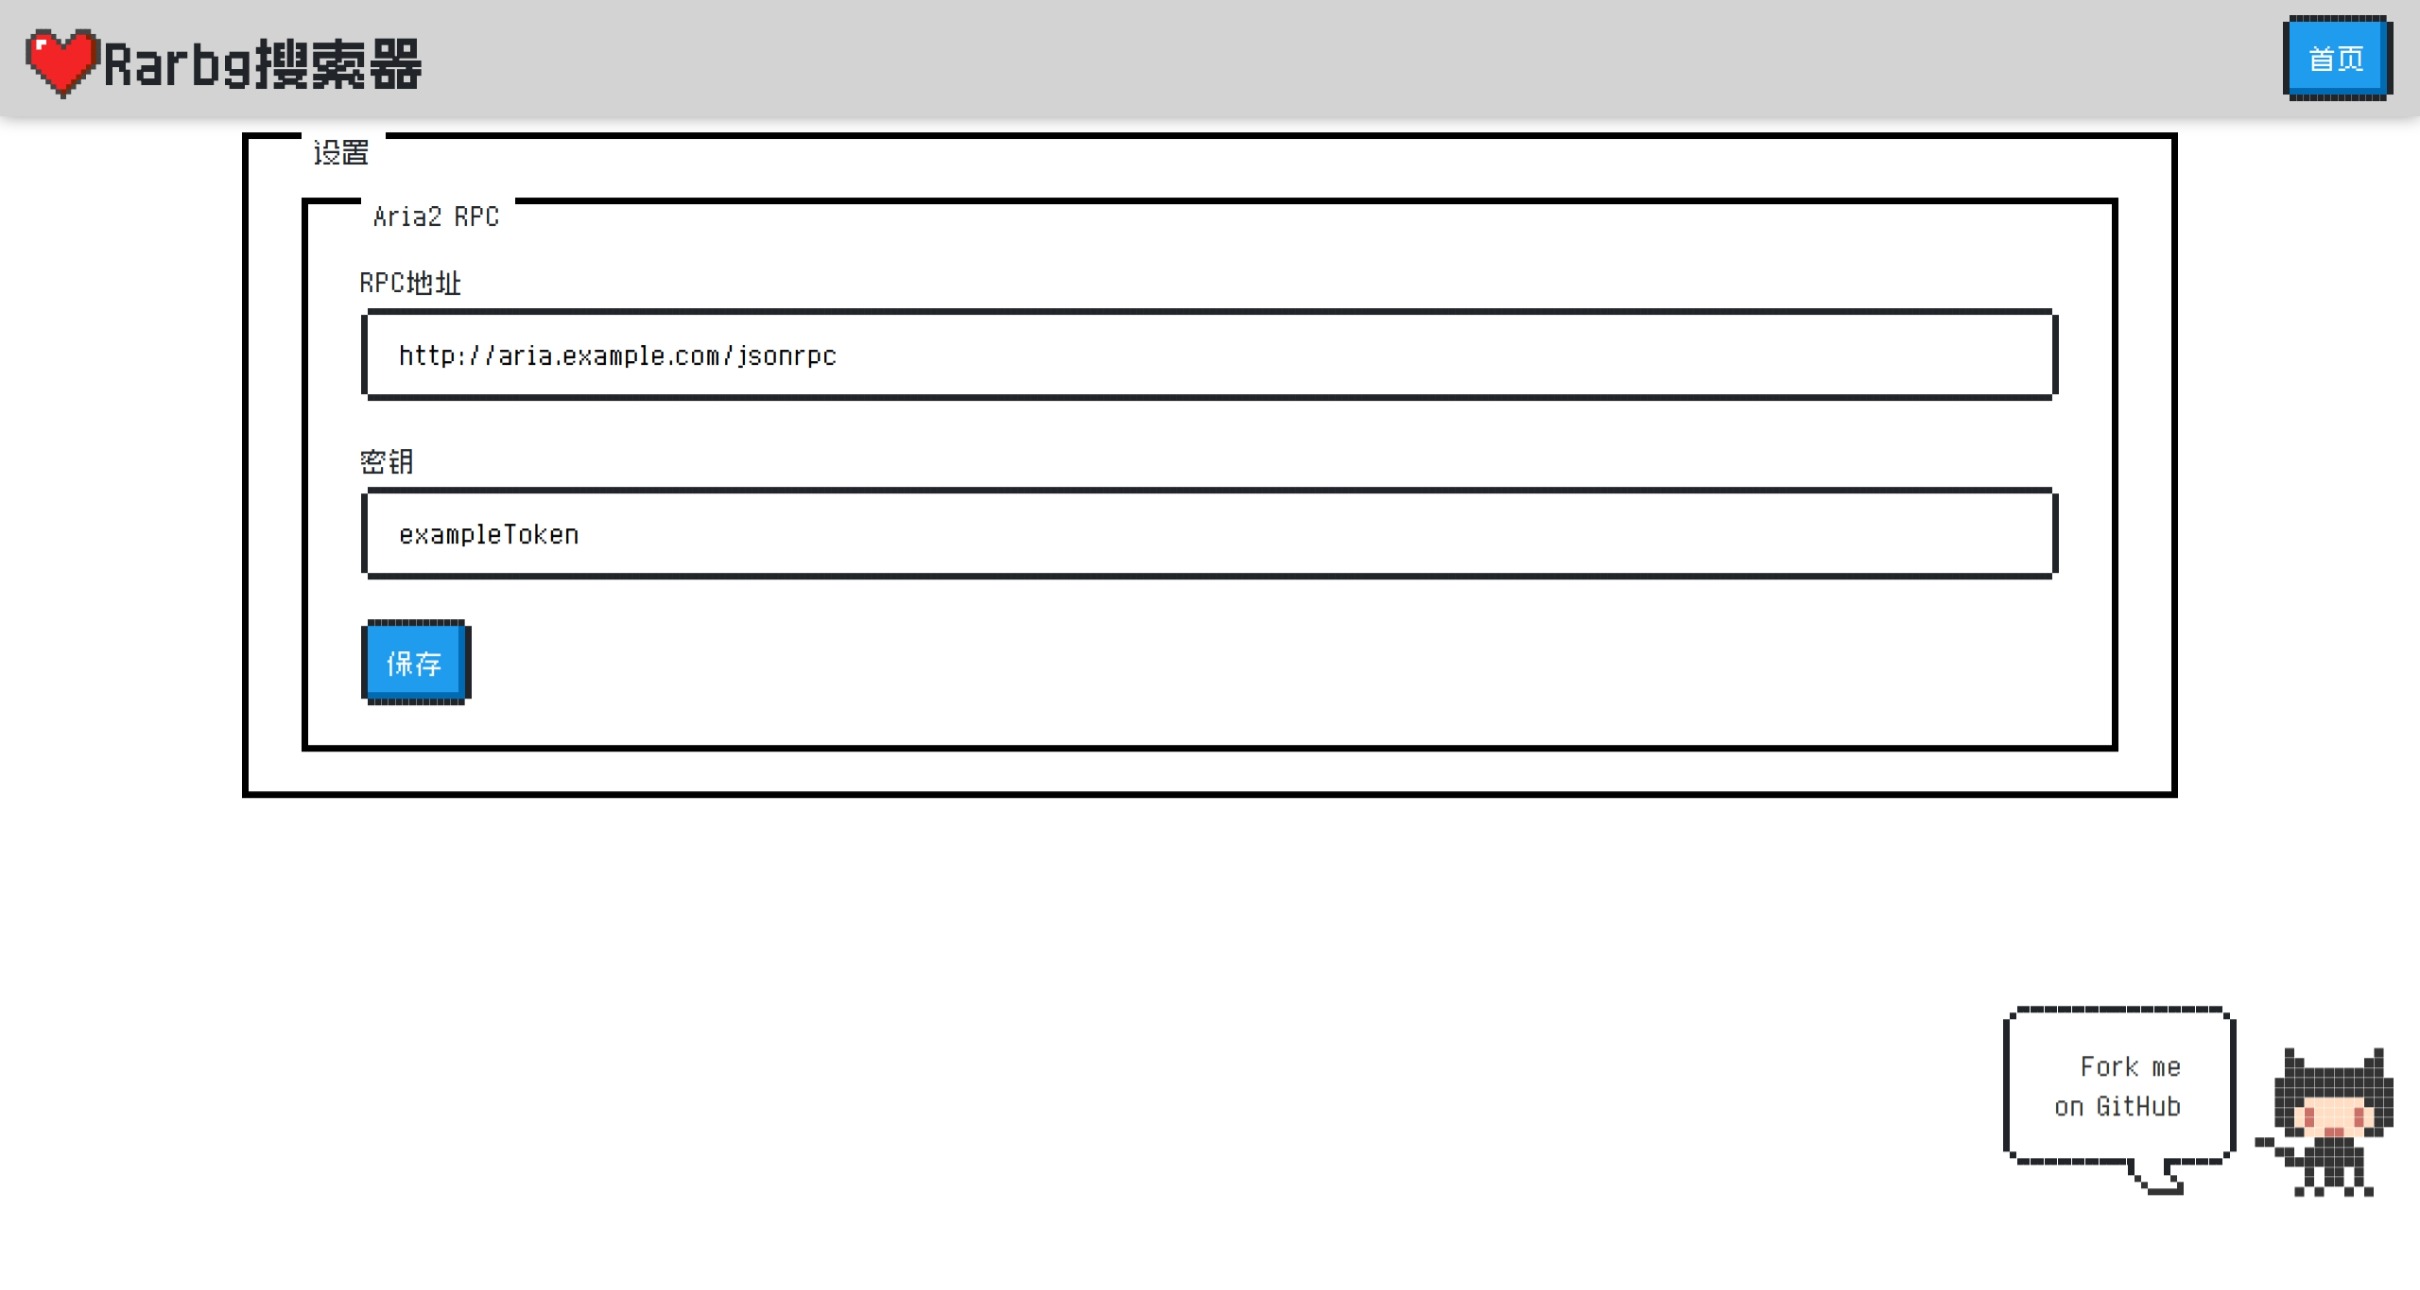 Rarbg搜索器
首页
设置
Aria2 RPC
RPC地址
http://aria.example.com/jsonrpc
密钥
exampleToken
保存
Fork me
on GitHub